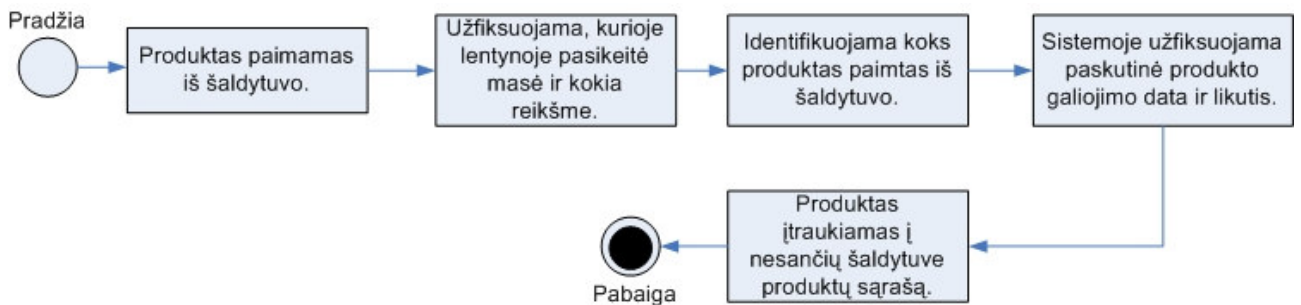 Pradžia
Produktas paimamas
iš šaldytuvo.
Užfiksuojama, kurioje
lentynoje pasikeitė
masė ir kokia
reikšme.
Identifikuojama koks
produktas paimtas iš
šaldytuvo.
Sistemoje užfiksuojama
paskutinė produkto
galiojimo data ir likutis.
Produktas
įtraukiamas į
nesančių šaldytuve
produktų sąrašą.
Pabaiga